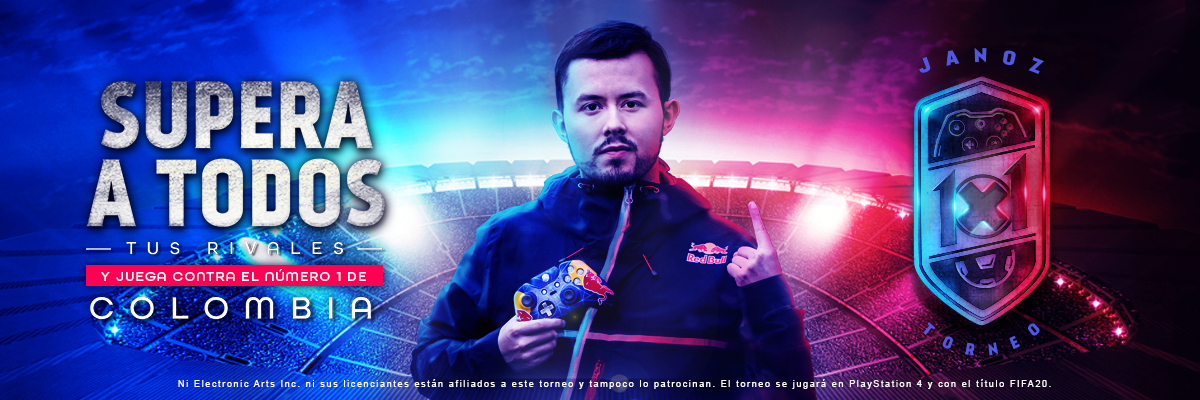 SUPERA
A TODOS
TUS RIVALES
Y JUEGA CONTRA EL NÚMERO 1 DE
COLOMBIA
Red Bull
JANOZ
1X1
TORNEO
Ni Electronic Arts Inc. ni sus licenciantes están afiliados a este torneo y tampoco lo patrocinan. El torneo se jugará en PlayStation 4 y con el título FIFA20.